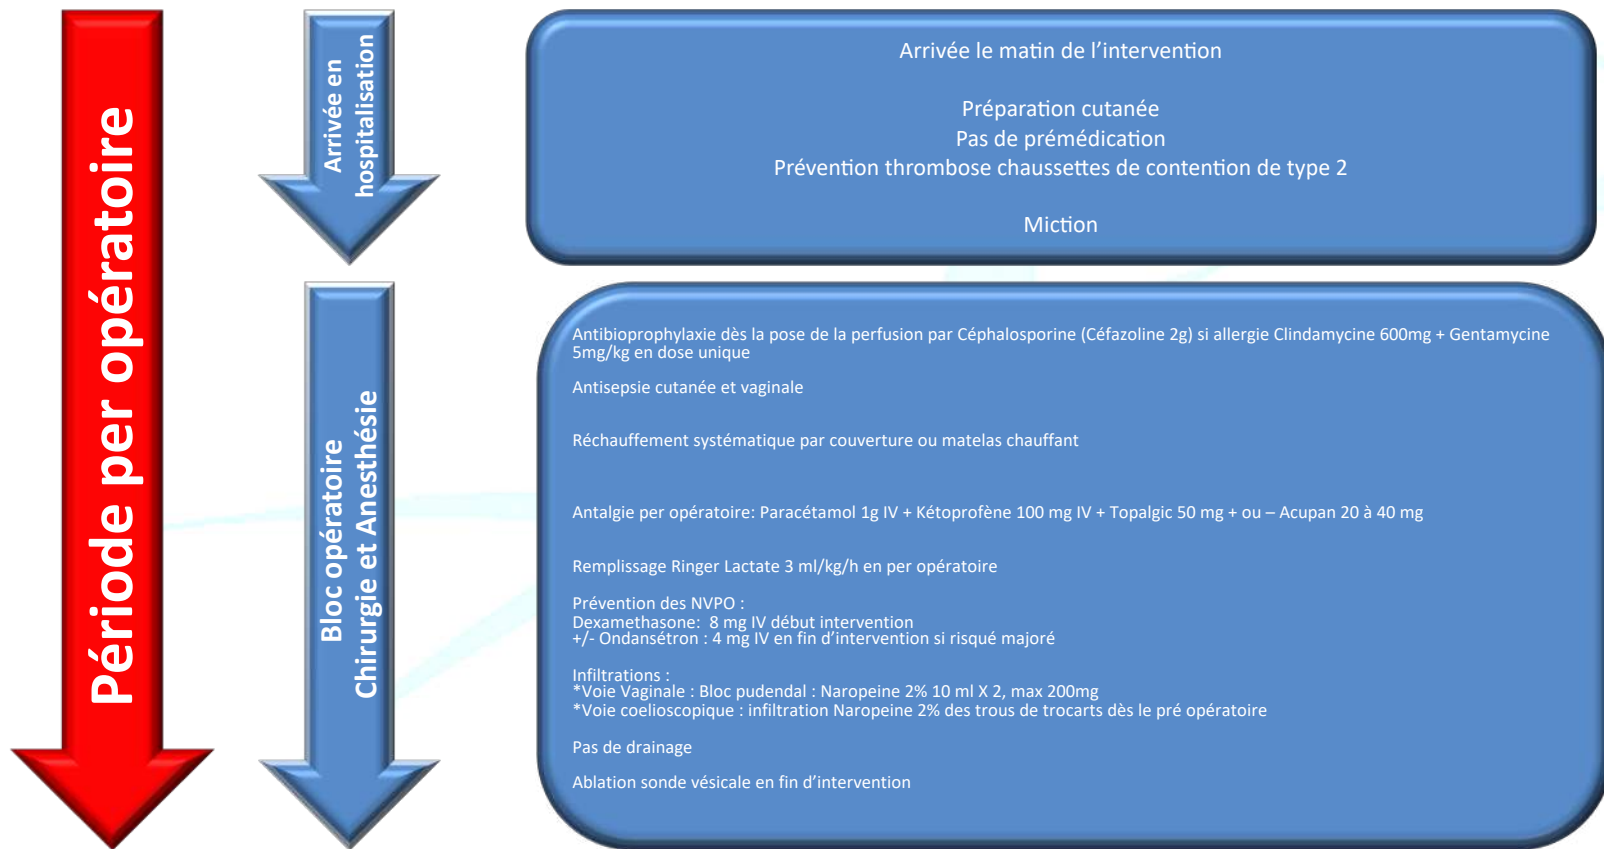 Période per opératoire
Arrivée en
hospitalisation
Arrivée le matin de l’intervention
Préparation cutanée
Pas de prémédication
Prévention thrombose chaussettes de contention de type 2
Miction
Bloc opératoire
Chirurgie et Anesthésie
Antibioprophylaxie dès la pose de la perfusion par Céphalosporine (Céfazoline 2g) si allergie Clindamycine 600mg + Gentamycine
5mg/kg en dose unique
Antisepsie cutanée et vaginale
Réchauffement systématique par couverture ou matelas chauffant
Antalgie per opératoire: Paracétamol 1g IV + Kétoprofène 100 mg IV + Topalgic 50 mg + ou – Acupan 20 à 40 mg
Remplissage Ringer Lactate 3 ml/kg/h en per opératoire
Prévention des NVPO :
Dexamethasone: 8 mg IV début intervention
+/- Ondansétron : 4 mg IV en fin d’intervention si risqué majoré
Infiltrations :
*Voie Vaginale : Bloc pudendal : Naropeine 2% 10 ml X 2, max 200mg
*Voie coelioscopique : infiltration Naropeine 2% des trous de trocarts dès le pré opératoire
Pas de drainage
Ablation sonde vésicale en fin d’intervention